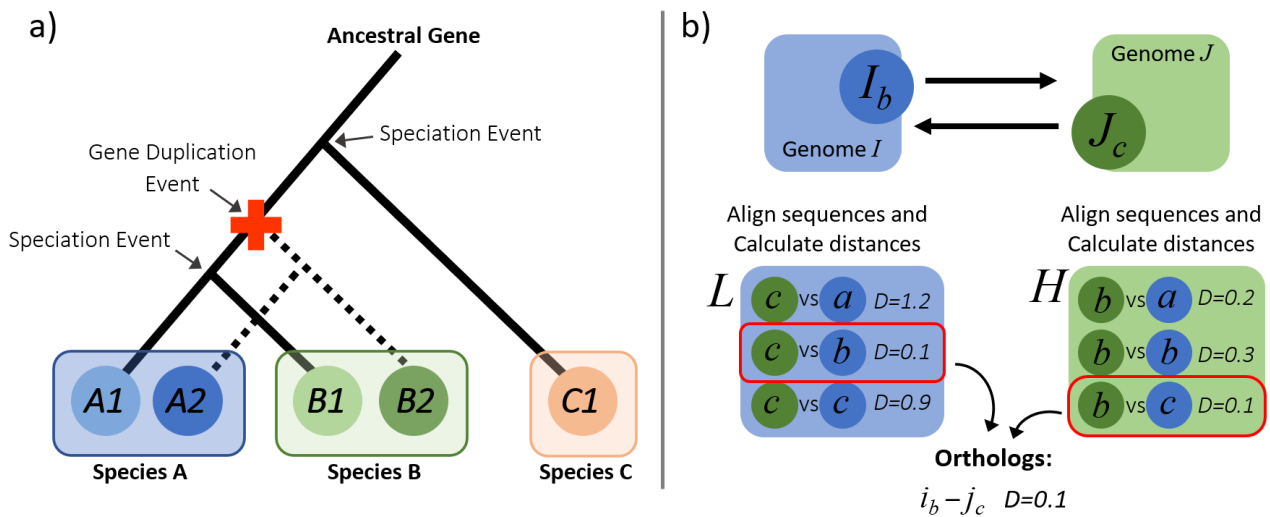 a)
Ancestral Gene
Speciation Event
Gene Duplication
Event
Speciation Event
A1 A2 B1 B2 C1
Species A Species B Species C
b)
Genome J
I_b
J_c
Genome I
Align sequences and
Calculate distances
L
c vs a D=1.2
c vs b D=0.1
c vs c D=0.9
Align sequences and
Calculate distances
H
b vs a D=0.2
b vs b D=0.3
b vs c D=0.1
Orthologs:
i_b – j_c D=0.1